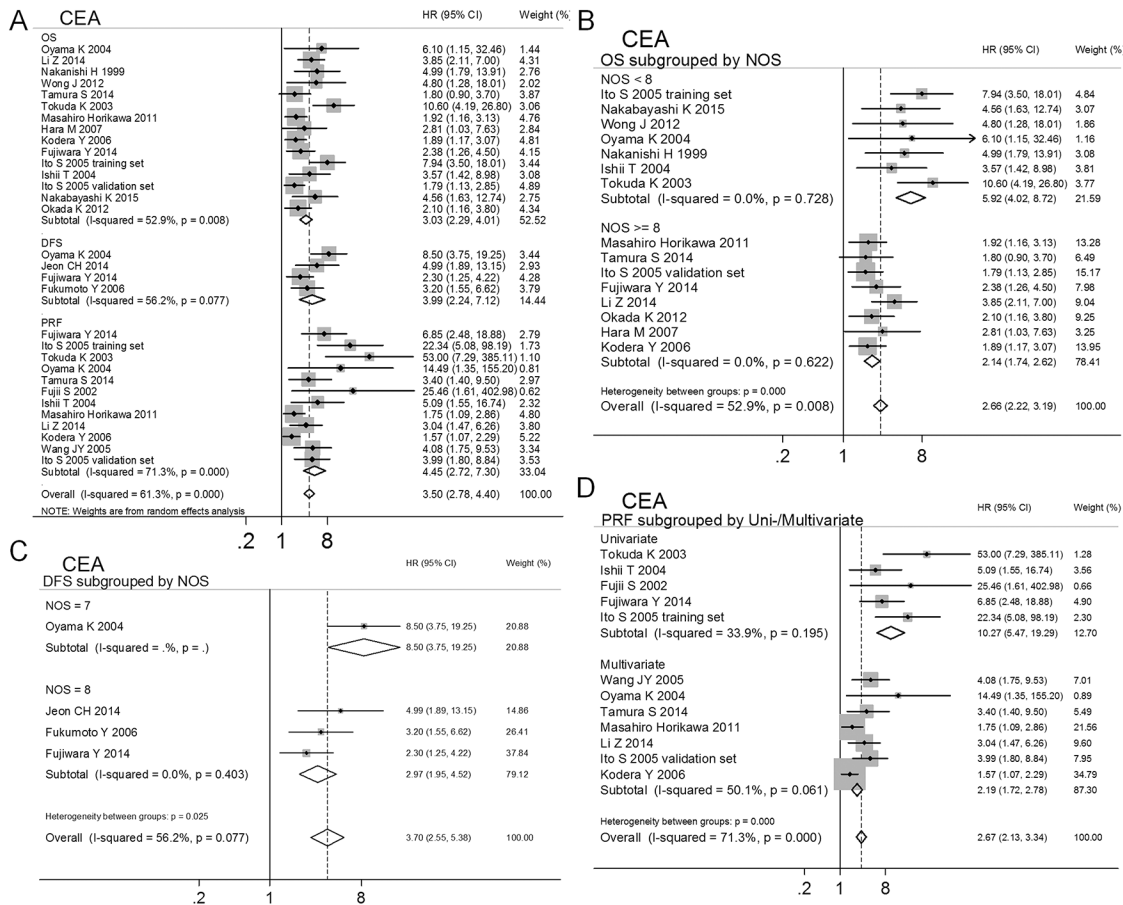 A
CEA
HR (95% CI) Weight (%)
OS
Oyama K 2004 6.10 (1.15, 32.46) 1.44
Li Z 2014 3.85 (2.11, 7.00) 4.31
Nakanishi H 1999 4.99 (1.79, 13.91) 2.76
Wong J 2012 4.80 (1.28, 18.01) 2.02
Tamura S 2014 1.80 (0.90, 3.70) 3.87
Tokuda K 2003 10.60 (4.19, 26.80) 3.06
Masahiro Horikawa 2011 1.92 (1.16, 3.13) 4.76
Hara M 2007 2.81 (1.03, 7.63) 2.84
Kodera Y 2006 1.89 (1.17, 3.07) 4.81
Fujiwara Y 2014 2.38 (1.26, 4.50) 4.15
Ito S 2005 training set 7.94 (3.50, 18.01) 3.44
Ishii T 2004 3.57 (1.42, 8.98) 3.08
Ito S 2005 validation set 1.79 (1.13, 2.85) 4.89
Nakabayashi K 2015 4.56 (1.63, 12.74) 2.75
Okada K 2012 2.10 (1.16, 3.80) 4.34
Subtotal (I-squared = 52.9%, p = 0.008) 3.03 (2.29, 4.01) 52.52
DFS
Oyama K 2004 8.50 (3.75, 19.25) 3.44
Jeon CH 2014 4.99 (1.89, 13.15) 2.93
Fujiwara Y 2014 2.30 (1.25, 4.22) 4.28
Fukumoto Y 2006 3.20 (1.55, 6.62) 3.79
Subtotal (I-squared = 56.2%, p = 0.077) 3.99 (2.24, 7.12) 14.44
PRF
Fujiwara Y 2014 6.85 (2.48, 18.88) 2.79
Ito S 2005 training set 22.34 (5.08, 98.19) 1.73
Tokuda K 2003 53.00 (7.29, 385.11) 1.10
Oyama K 2004 14.49 (1.35, 155.20) 0.81
Tamura S 2014 3.40 (1.40, 9.50) 2.97
Fujii S 2002 25.46 (1.61, 402.98) 0.62
Ishii T 2004 5.09 (1.55, 16.74) 2.32
Masahiro Horikawa 2011 1.75 (1.09, 2.86) 4.80
Li Z 2014 3.04 (1.47, 6.26) 3.80
Kodera Y 2006 1.57 (1.07, 2.29) 5.22
Wang JY 2005 4.08 (1.75, 9.53) 3.34
Ito S 2005 validation set 3.99 (1.80, 8.84) 3.53
Subtotal (I-squared = 71.3%, p = 0.000) 4.45 (2.72, 7.30) 33.04
Overall (I-squared = 61.3%, p = 0.000) 3.50 (2.78, 4.40) 100.00
NOTE: Weights are from random effects analysis
.2 1 8
B
CEA
OS subgrouped by NOS
HR (95% CI) Weight (%)
NOS < 8
Ito S 2005 training set 7.94 (3.50, 18.01) 4.84
Nakabayashi K 2015 4.56 (1.63, 12.74) 3.07
Wong J 2012 4.80 (1.28, 18.01) 1.86
Oyama K 2004 6.10 (1.15, 32.46) 1.16
Nakanishi H 1999 4.99 (1.79, 13.91) 3.08
Ishii T 2004 3.57 (1.42, 8.98) 3.81
Tokuda K 2003 10.60 (4.19, 26.80) 3.77
Subtotal (I-squared = 0.0%, p = 0.728) 5.92 (4.02, 8.72) 21.59
NOS >= 8
Masahiro Horikawa 2011 1.92 (1.16, 3.13) 13.28
Tamura S 2014 1.80 (0.90, 3.70) 6.49
Ito S 2005 validation set 1.79 (1.13, 2.85) 15.17
Fujiwara Y 2014 2.38 (1.26, 4.50) 7.98
Li Z 2014 3.85 (2.11, 7.00) 9.04
Okada K 2012 2.10 (1.16, 3.80) 9.25
Hara M 2007 2.81 (1.03, 7.63) 3.25
Kodera Y 2006 1.89 (1.17, 3.07) 13.95
Subtotal (I-squared = 0.0%, p = 0.622) 2.14 (1.74, 2.62) 78.41
Heterogeneity between groups: p = 0.000
Overall (I-squared = 52.9%, p = 0.008) 2.66 (2.22, 3.19) 100.00
.2 1 8
C
CEA
DFS subgrouped by NOS
HR (95% CI) Weight (%)
NOS = 7
Oyama K 2004 8.50 (3.75, 19.25) 20.88
Subtotal (I-squared = .%, p = .) 8.50 (3.75, 19.25) 20.88
NOS = 8
Jeon CH 2014 4.99 (1.89, 13.15) 14.86
Fukumoto Y 2006 3.20 (1.55, 6.62) 26.41
Fujiwara Y 2014 2.30 (1.25, 4.22) 37.84
Subtotal (I-squared = 0.0%, p = 0.403) 2.97 (1.95, 4.52) 79.12
Heterogeneity between groups: p = 0.025
Overall (I-squared = 56.2%, p = 0.077) 3.70 (2.55, 5.38) 100.00
.2 1 8
D
CEA
PRF subgrouped by Uni-/Multivariate
HR (95% CI) Weight (%)
Univariate
Tokuda K 2003 53.00 (7.29, 385.11) 1.28
Ishii T 2004 5.09 (1.55, 16.74) 3.56
Fujii S 2002 25.46 (1.61, 402.98) 0.66
Fujiwara Y 2014 6.85 (2.48, 18.88) 4.90
Ito S 2005 training set 22.34 (5.08, 98.19) 2.30
Subtotal (I-squared = 33.9%, p = 0.195) 10.27 (5.47, 19.29) 12.70
Multivariate
Wang JY 2005 4.08 (1.75, 9.53) 7.01
Oyama K 2004 14.49 (1.35, 155.20) 0.89
Tamura S 2014 3.40 (1.40, 9.50) 5.49
Masahiro Horikawa 2011 1.75 (1.09, 2.86) 21.56
Li Z 2014 3.04 (1.47, 6.26) 9.60
Ito S 2005 validation set 3.99 (1.80, 8.84) 7.95
Kodera Y 2006 1.57 (1.07, 2.29) 34.79
Subtotal (I-squared = 50.1%, p = 0.061) 2.19 (1.72, 2.78) 87.30
Heterogeneity between groups: p = 0.000
Overall (I-squared = 71.3%, p = 0.000) 2.67 (2.13, 3.34) 100.00
.2 1 8